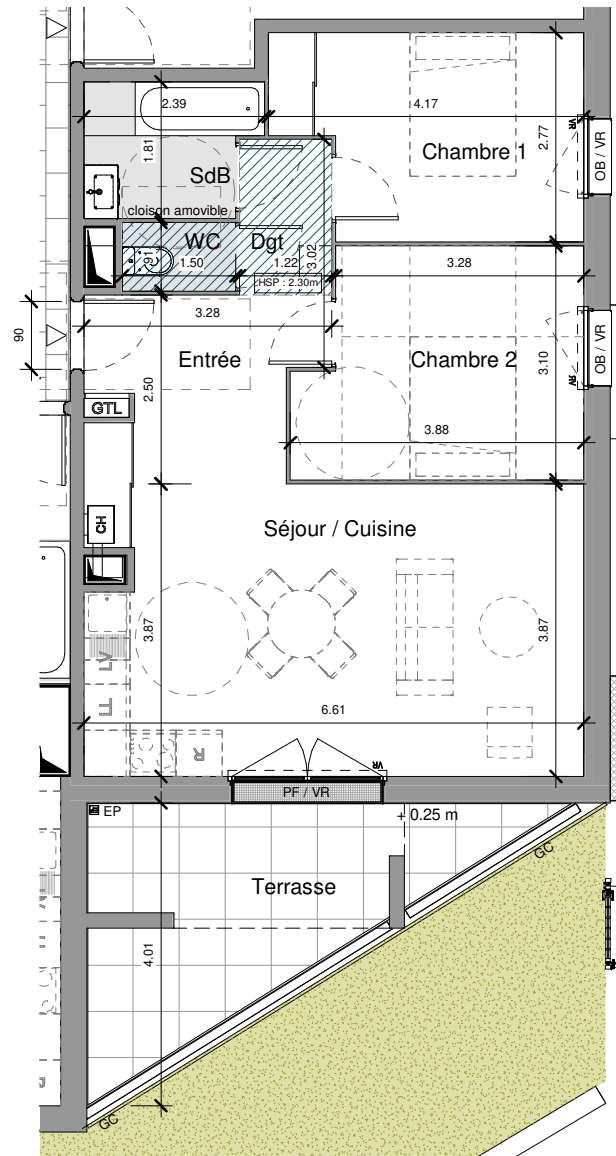 2.39
4.17
VR
OB / VR
1.81
2.77
Chambre 1
SdB
cloison amovible
WC
Dgt
.91
1.50
1.22
3.02
3.28
HSP : 2.30m
3.28
90
Entrée
Chambre 2
3.10
VR
OB / VR
2.50
GTL
3.88
CH
Séjour / Cuisine
3.87
3.87
LV
LL
6.61
R
VR
PF / VR
EP
+ 0.25 m
GC
Terrasse
4.01
GC